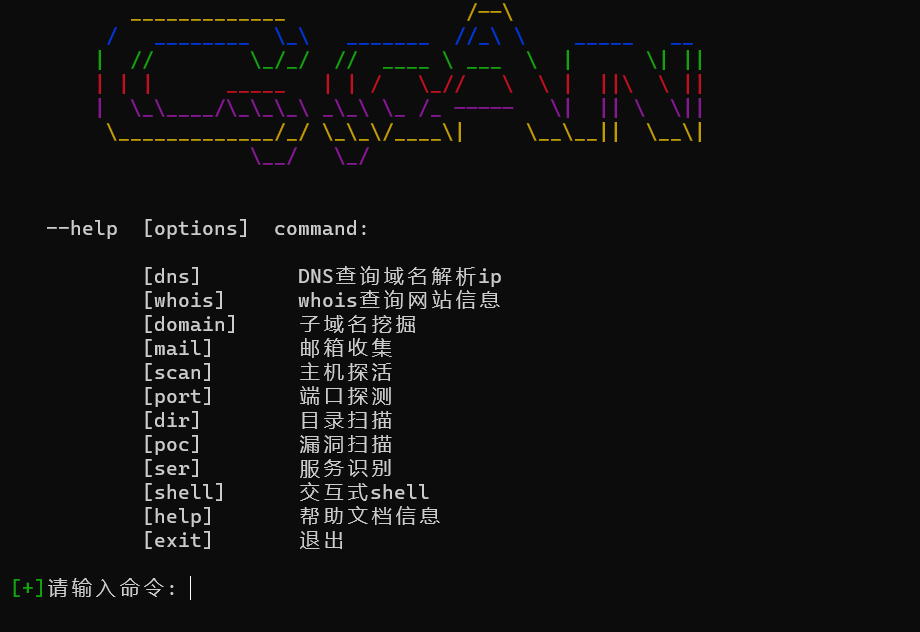 --help [options] command:
[dns] DNS查询域名解析ip
[whois] whois查询网站信息
[domain] 子域名挖掘
[mail] 邮箱收集
[scan] 主机探活
[port] 端口探测
[dir] 目录扫描
[poc] 漏洞扫描
[ser] 服务识别
[shell] 交互式shell
[help] 帮助文档信息
[exit] 退出
[+]请输入命令: